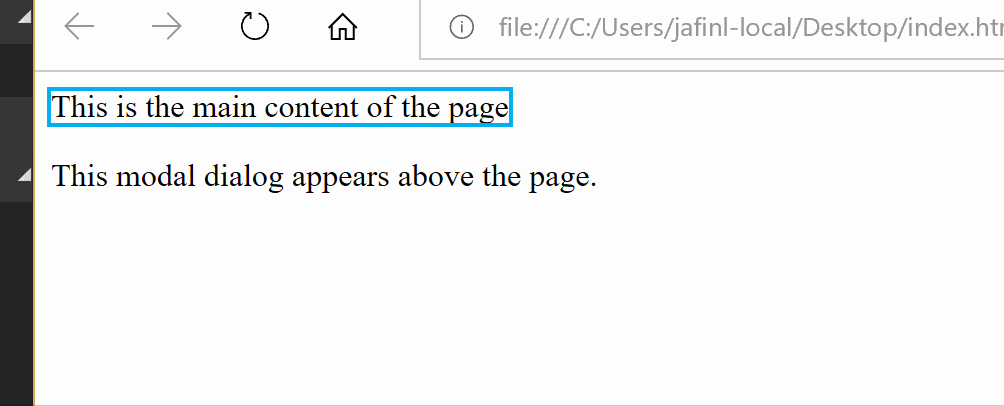 file:///C:/Users/jafinl-local/Desktop/index.htm
This is the main content of the page
This modal dialog appears above the page.